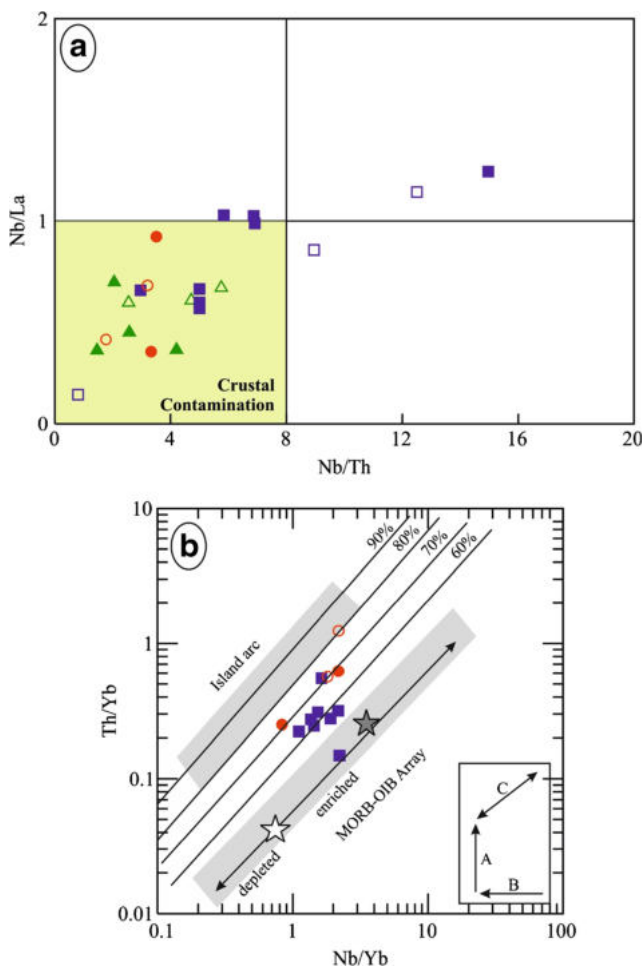 a
2
1
0
Nb/La
Crustal
Contamination
0 4 8 12 16 20
Nb/Th
b
10
1
0.1
0.01
Th/Yb
90%
80%
70%
60%
Island arc
enriched
MORB-OIB Array
depleted
C
A
B
0.1 1 10 100
Nb/Yb